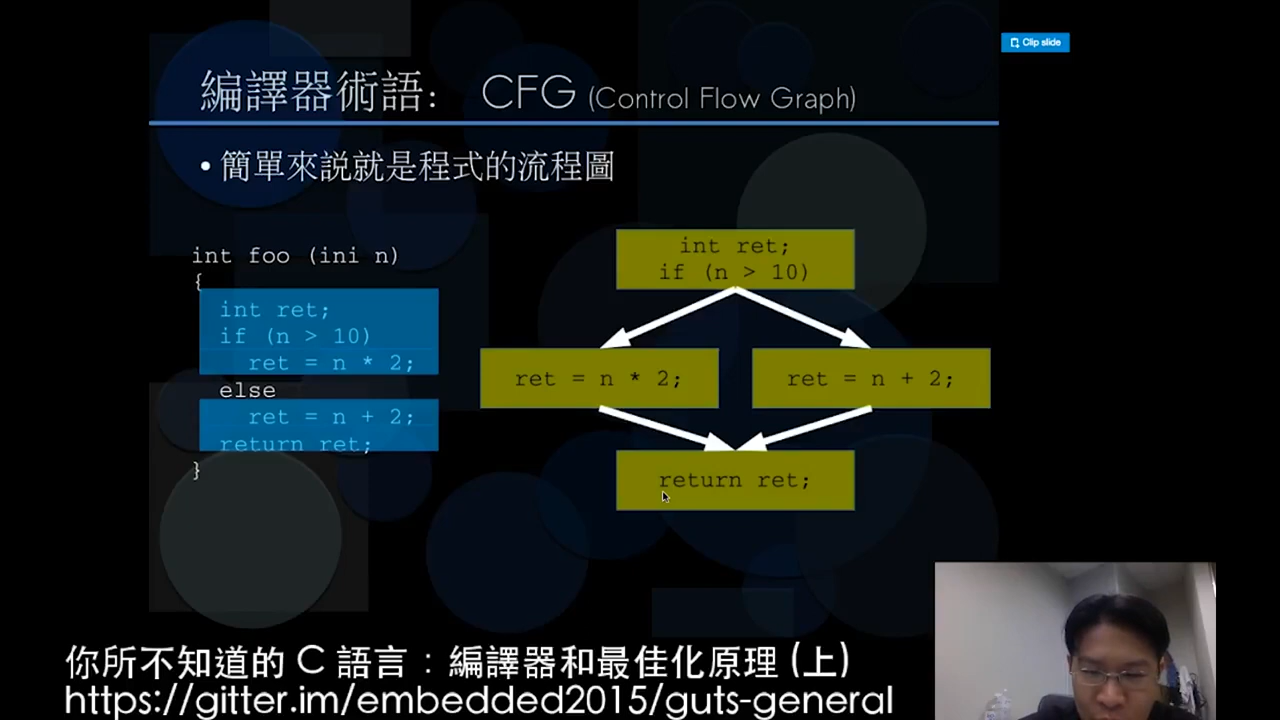 Clip slide
編譯器術語： CFG (Control Flow Graph)
• 簡單來説就是程式的流程圖
int foo (ini n)
{
int ret;
if (n > 10)
ret = n * 2;
else
ret = n + 2;
return ret;
}
int ret;
if (n > 10)
ret = n * 2;
ret = n + 2;
return ret;
你所不知道的 C 語言：編譯器和最佳化原理 (上)
https://gitter.im/embedded2015/guts-general